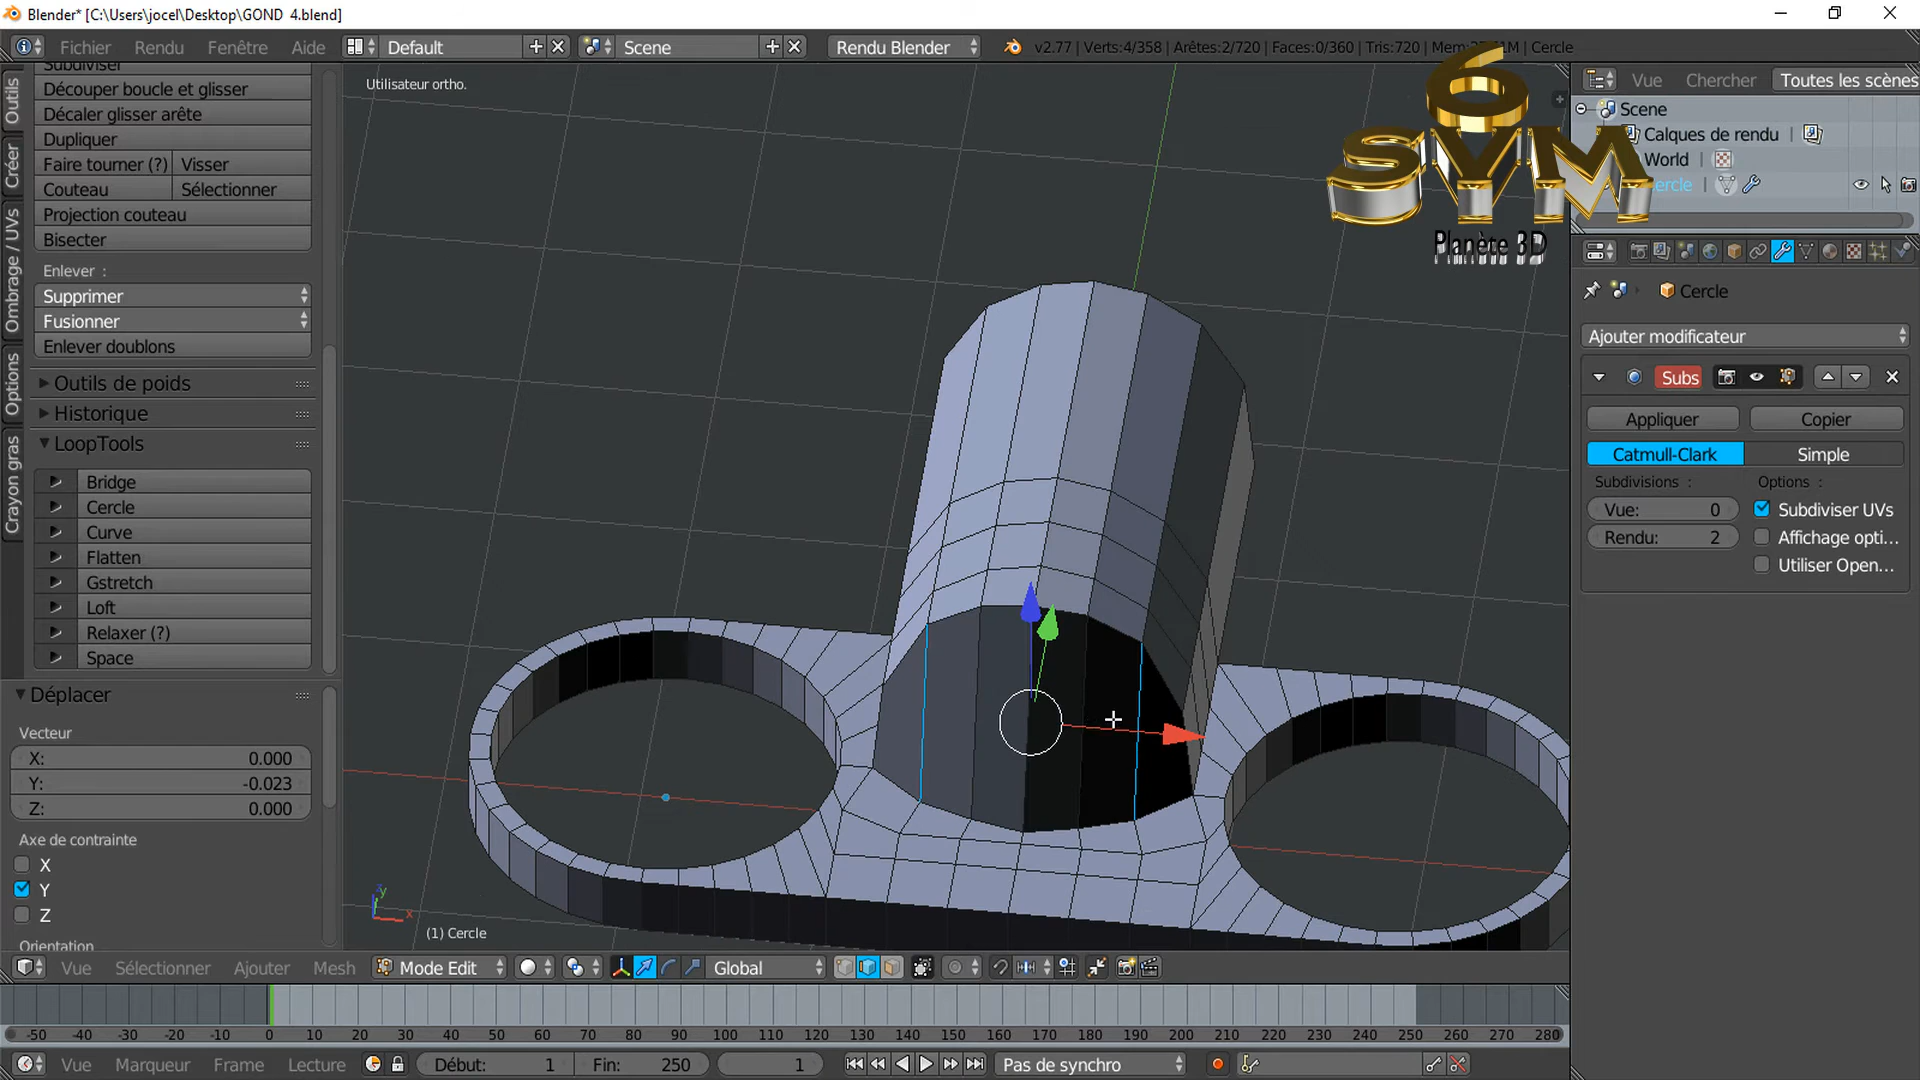 Blender* [C:\Users\jocel\Desktop\GOND 4.blend]
Fichier Rendu Fenêtre Aide Default Scene Rendu Blender v2.77 | Verts:4/358 | Arêtes:2/720 | Faces:0/360 | Tris:720 | Mem: | Cercle
Outils
Créer
Ombrage / UVs
Options
Crayon gras
Subdiviser
Découper boucle et glisser
Décaler glisser arête
Dupliquer
Faire tourner (?) Visser
Couteau Sélectionner
Projection couteau
Bisecter
Enlever :
Supprimer
Fusionner
Enlever doublons
Outils de poids
Historique
LoopTools
Bridge
Cercle
Curve
Flatten
Gstretch
Loft
Relaxer (?)
Space
Déplacer
Vecteur
X: 0.000
Y: -0.023
Z: 0.000
Axe de contrainte
X
Y
Z
Orientation
Utilisateur ortho.
6
SYM
Planète 3D
z y x
(1) Cercle
Vue Chercher Toutes les scènes
Scene
Calques de rendu |
World |
Cercle |
Cercle
Ajouter modificateur
Subs
Appliquer Copier
Catmull-Clark Simple
Subdivisions : Options :
Vue: 0 Subdiviser UVs
Rendu: 2 Affichage opti...
Utiliser Open...
Vue Sélectionner Ajouter Mesh Mode Edit Global
-50 -40 -30 -20 -10 0 10 20 30 40 50 60 70 80 90 100 110 120 130 140 150 160 170 180 190 200 210 220 230 240 250 260 270 280
Vue Marqueur Frame Lecture Début: 1 Fin: 250 1 Pas de synchro